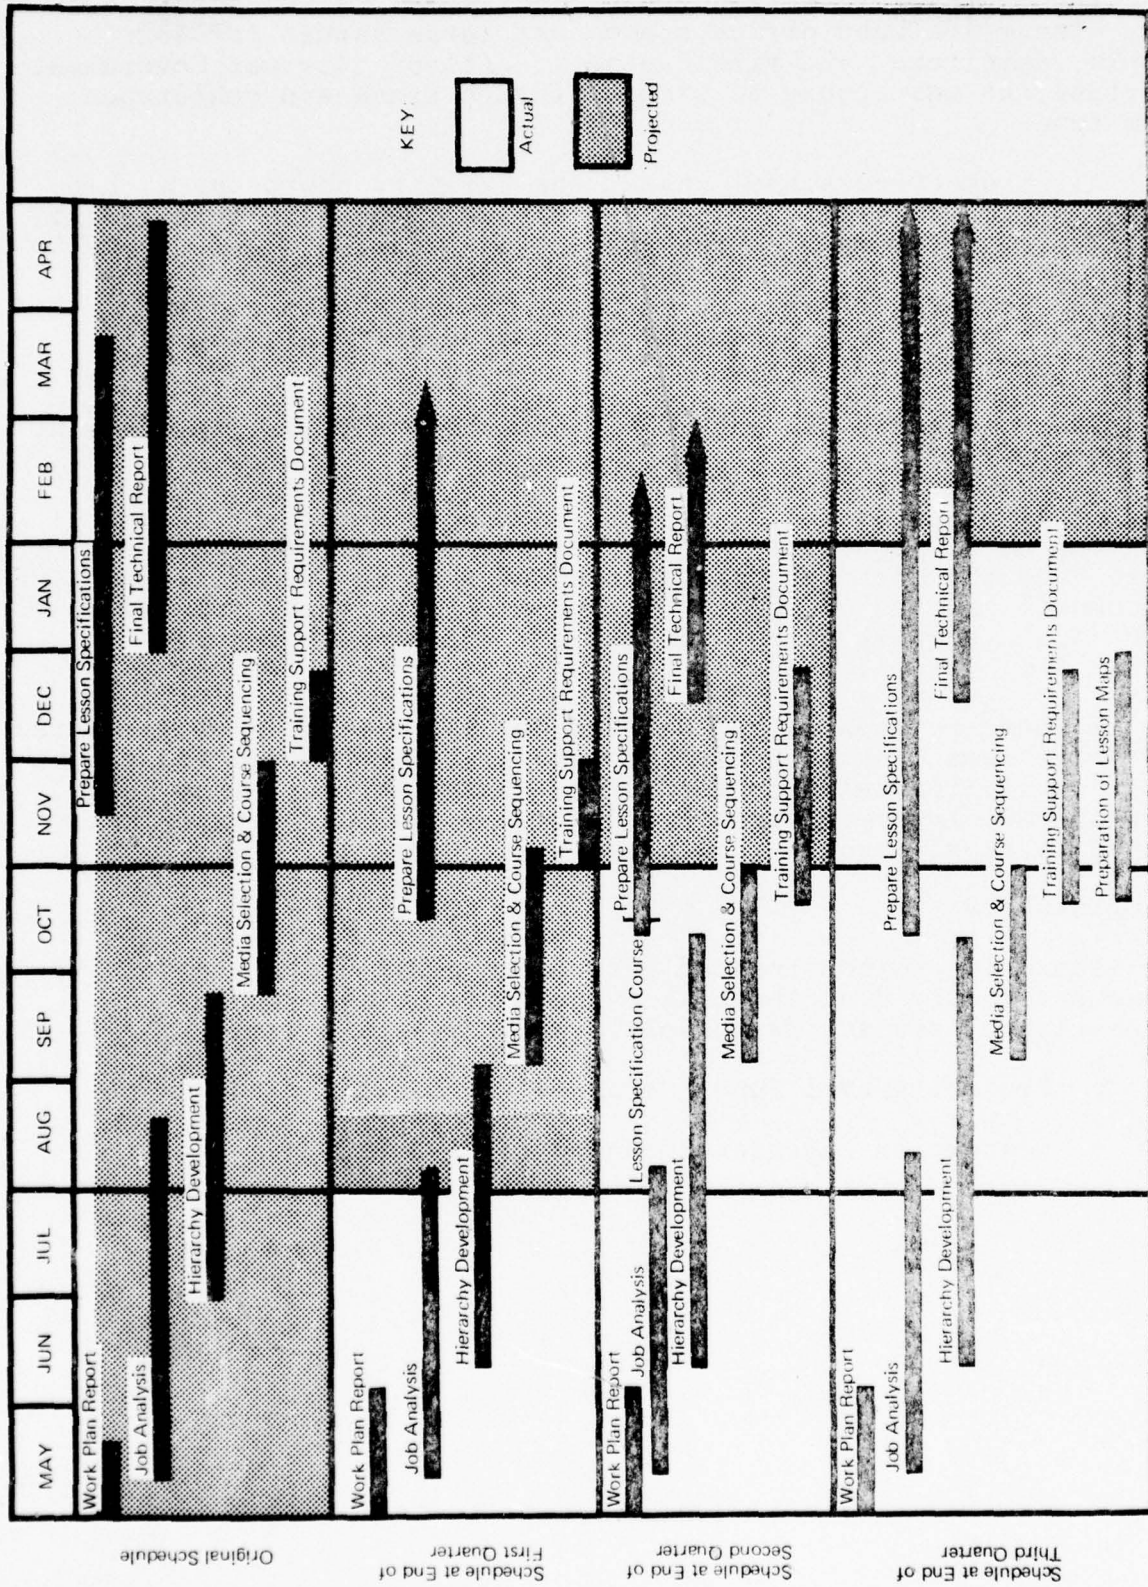 MAY
JUN
JUL
AUG
SEP
OCT
NOV
DEC
JAN
FEB
MAR
APR
Original Schedule
Work Plan Report
Prepare Lesson Specifications
Job Analysis
Final Technical Report
Hierarchy Development
Media Selection & Course Sequencing
Training Support Requirements Document
Schedule at End of
First Quarter
Work Plan Report
Job Analysis
Prepare Lesson Specifications
Hierarchy Development
Media Selection & Course Sequencing
Training Support Requirements Document
Schedule at End of
Second Quarter
Work Plan Report
Lesson Specification Course
Prepare Lesson Specifications
Job Analysis
Hierarchy Development
Final Technical Report
Media Selection & Course Sequencing
Training Support Requirements Document
Schedule at End of
Third Quarter
Work Plan Report
Job Analysis
Prepare Lesson Specifications
Hierarchy Development
Final Technical Report
Media Selection & Course Sequencing
Training Support Requirements Document
Preparation of Lesson Maps
KEY
Actual
Projected